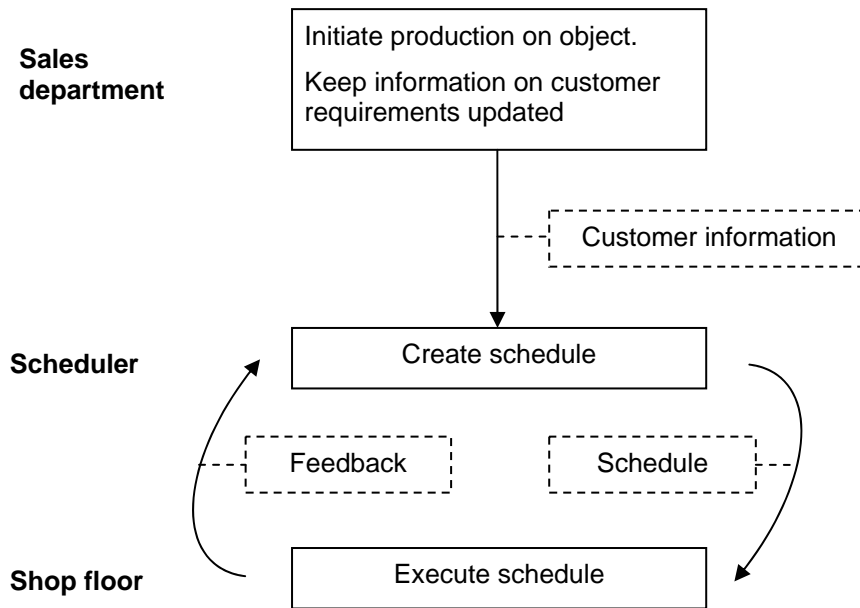 Sales
department
Initiate production on object.
Keep information on customer
requirements updated
Customer information
Scheduler
Create schedule
Feedback
Schedule
Shop floor
Execute schedule